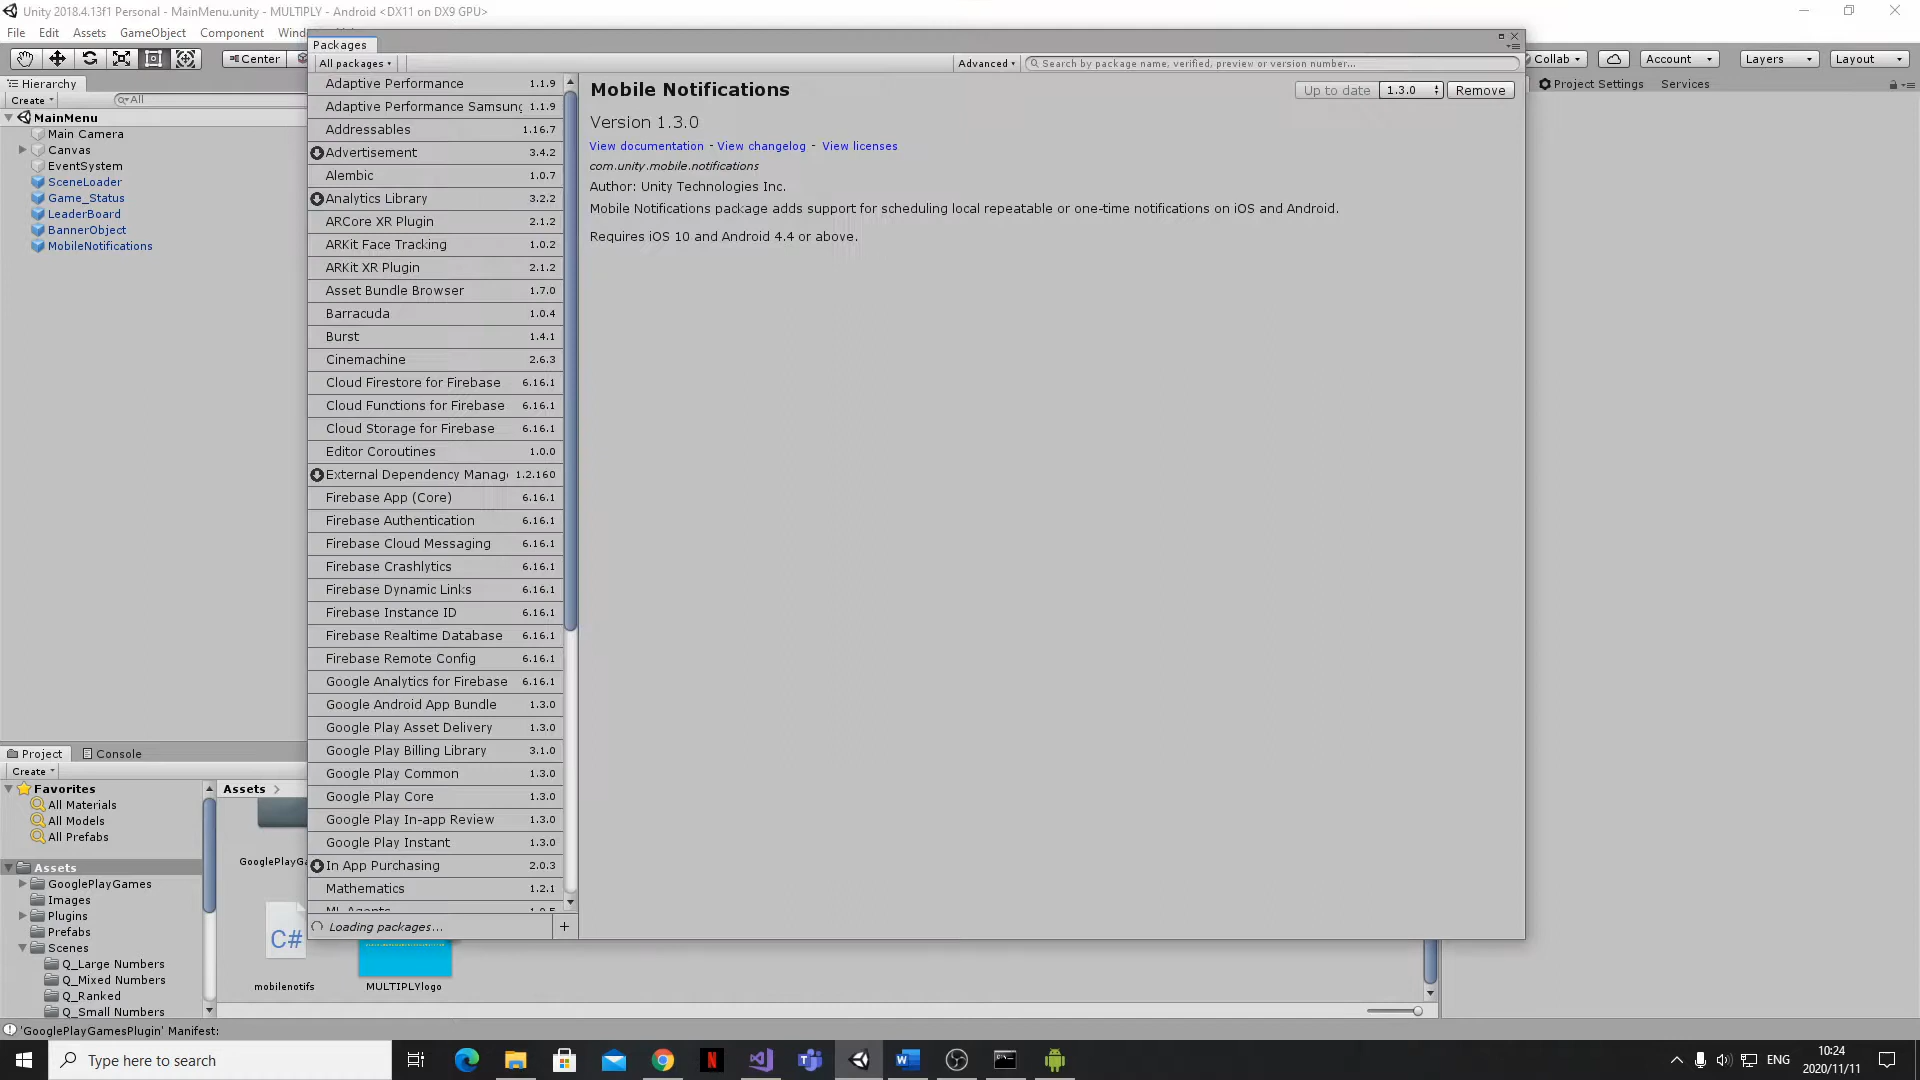 Unity 2018.4.13f1 Personal - MainMenu.unity - MULTIPLY - Android <DX11 on DX9 GPU>
File Edit Assets GameObject Component Wind
Center
Collab Account Layers Layout
Packages
All packages
Advanced
Search by package name, verified, preview or version number...
Hierarchy
Create
All
MainMenu
Main Camera
Canvas
EventSystem
SceneLoader
Game_Status
LeaderBoard
BannerObject
MobileNotifications
Adaptive Performance 1.1.9
Adaptive Performance Samsung 1.1.9
Addressables 1.16.7
Advertisement 3.4.2
Alembic 1.0.7
Analytics Library 3.2.2
ARCore XR Plugin 2.1.2
ARKit Face Tracking 1.0.2
ARKit XR Plugin 2.1.2
Asset Bundle Browser 1.7.0
Barracuda 1.0.4
Burst 1.4.1
Cinemachine 2.6.3
Cloud Firestore for Firebase 6.16.1
Cloud Functions for Firebase 6.16.1
Cloud Storage for Firebase 6.16.1
Editor Coroutines 1.0.0
External Dependency Manag 1.2.160
Firebase App (Core) 6.16.1
Firebase Authentication 6.16.1
Firebase Cloud Messaging 6.16.1
Firebase Crashlytics 6.16.1
Firebase Dynamic Links 6.16.1
Firebase Instance ID 6.16.1
Firebase Realtime Database 6.16.1
Firebase Remote Config 6.16.1
Google Analytics for Firebase 6.16.1
Google Android App Bundle 1.3.0
Google Play Asset Delivery 1.3.0
Google Play Billing Library 3.1.0
Google Play Common 1.3.0
Google Play Core 1.3.0
Google Play In-app Review 1.3.0
Google Play Instant 1.3.0
In App Purchasing 2.0.3
Mathematics 1.2.1
ML Agents 1.0.5
Loading packages... +
Mobile Notifications
Up to date 1.3.0 Remove
Version 1.3.0
View documentation - View changelog - View licenses
com.unity.mobile.notifications
Author: Unity Technologies Inc.
Mobile Notifications package adds support for scheduling local repeatable or one-time notifications on iOS and Android.
Requires iOS 10 and Android 4.4 or above.
Project Settings Services
Project Console
Create
Favorites
All Materials
All Models
All Prefabs
Assets
GooglePlayGames
Images
Plugins
Prefabs
Scenes
Q_Large Numbers
Q_Mixed Numbers
Q_Ranked
Q_Small Numbers
Assets
GooglePlayGa
C#
mobilenotifs
MULTIPLYlogo
'GooglePlayGamesPlugin' Manifest:
Type here to search
ENG
10:24
2020/11/11